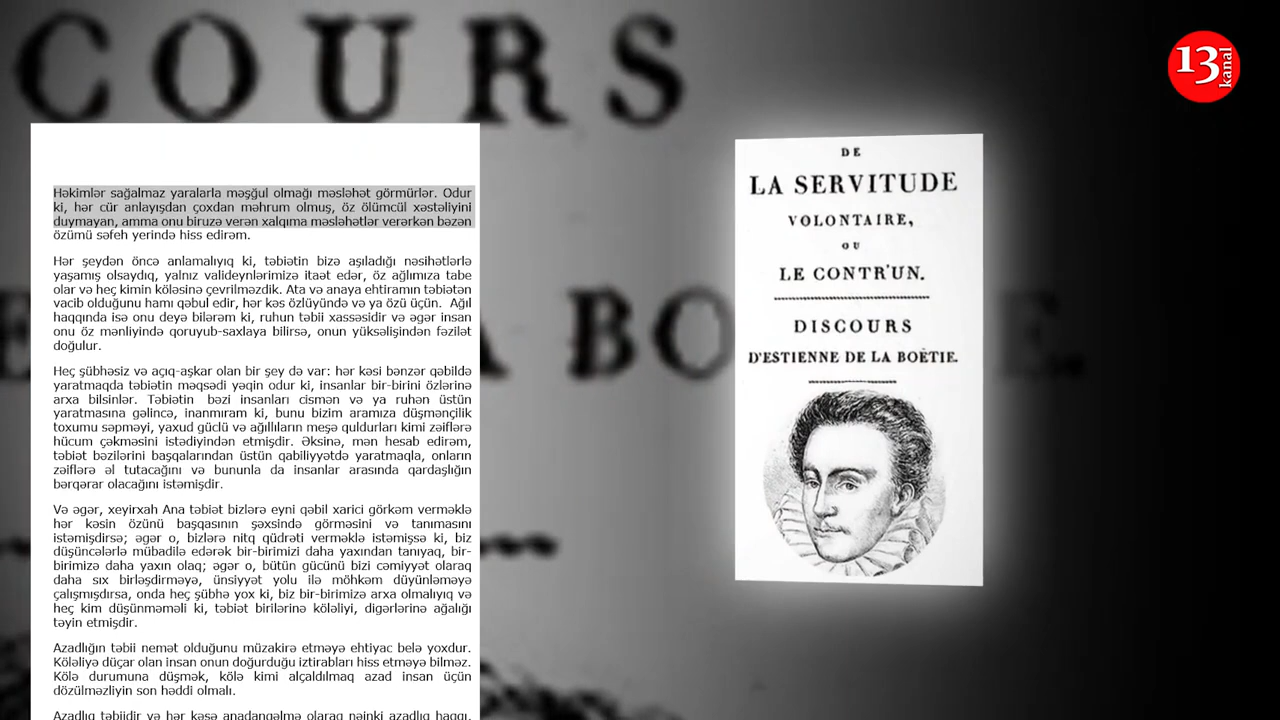 COURS
13
kanal
Həkimlər sağalmaz yaralarla məşğul olmağı məsləhət görmürlər. Odur
ki, hər cür anlayışdan çoxdan məhrum olmuş, öz ölümcül xəstəliyini
duymayan, amma onu biruzə verən xalqıma məsləhətlər verərkən bəzən
özümü səfeh yerində hiss edirəm.
Hər şeydən öncə anlamalıyıq ki, təbiətin bizə aşıladığı nəsihətlərlə
yaşamış olsaydıq, yalnız valideynlərimizə itaət edər, öz ağlımıza tabe
olar və heç kimin köləsinə çevrilməzdik. Ata və anaya ehtiramın təbiətən
vacib olduğunu hamı qəbul edir, hər kəs özlüyündə və ya özü üçün. Ağıl
haqqında isə onu deyə bilərəm ki, ruhun təbii xassəsidir və əgər insan
onu öz mənliyində qoruyub-saxlaya bilirsə, onun yüksəlişindən fəzilət
doğulur.
Heç şübhəsiz və açıq-aşkar olan bir şey də var: hər kəsi bənzər qəbildə
yaratmaqda təbiətin məqsədi yəqin odur ki, insanlar bir-birini özlərinə
arxa bilsinlər. Təbiətin bəzi insanları cismən və ya ruhən üstün
yaratmasına gəlincə, inanmıram ki, bunu bizim aramıza düşmənçilik
toxumu səpməyi, yaxud güclü və ağıllıların meşə quldurları kimi zəiflərə
hücum çəkməsini istədiyindən etmişdir. Əksinə, mən hesab edirəm,
təbiət bəzilərini başqalarından üstün qabiliyyətdə yaratmaqla, onların
zəiflərə əl tutacağını və bununla da insanlar arasında qardaşlığın
bərqərar olacağını istəmişdir.
Və əgər, xeyirxah Ana təbiət bizlərə eyni qəbil xarici görkəm verməklə
hər kəsin özünü başqasının şəxsində görməsini və tanımasını
istəmişdirsə; əgər o, bizlərə nitq qüdrəti verməklə istəmişsə ki, biz
düşüncələrlə mübadilə edərək bir-birimizi daha yaxından tanıyaq, bir-
birimizə daha yaxın olaq; əgər o, bütün gücünü bizi cəmiyyət olaraq
daha sıx birləşdirməyə, ünsiyyət yolu ilə möhkəm düyünləməyə
çalışmışdırsa, onda heç şübhə yox ki, biz bir-birimizə arxa olmalıyıq və
heç kim düşünməməli ki, təbiət birilərinə köləliyi, digərlərinə ağalığı
təyin etmişdir.
Azadlığın təbii nemət olduğunu müzakirə etməyə ehtiyac belə yoxdur.
Köləliyə düçar olan insan onun doğurduğu iztirabları hiss etməyə bilməz.
Kölə durumuna düşmək, kölə kimi alçaldılmaq azad insan üçün
dözülməzliyin son həddi olmalı.
Azadlıq təbiidir və hər kəsə anadangəlmə olaraq nəinki azadlıq haqqı,
DE
LA SERVITUDE
VOLONTAIRE,
OU
LE CONTR'UN.
DISCOURS
D'ESTIENNE DE LA BOËTIE.
A BO
E.